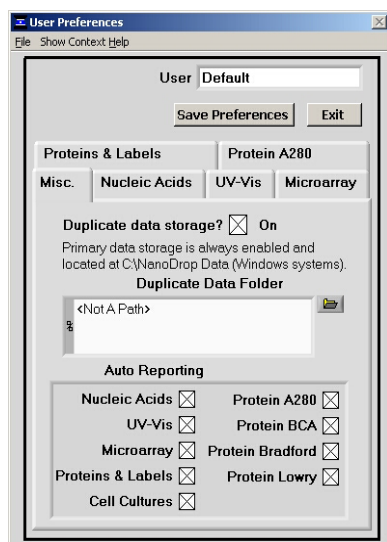 User Preferences
File Show Context Help
User Default
Save Preferences Exit
Proteins & Labels Protein A280
Misc. Nucleic Acids UV-Vis Microarray
Duplicate data storage? On
Primary data storage is always enabled and
located at C:\NanoDrop Data (Windows systems).
Duplicate Data Folder
<Not A Path>
Auto Reporting
Nucleic Acids Protein A280
UV-Vis Protein BCA
Microarray Protein Bradford
Proteins & Labels Protein Lowry
Cell Cultures